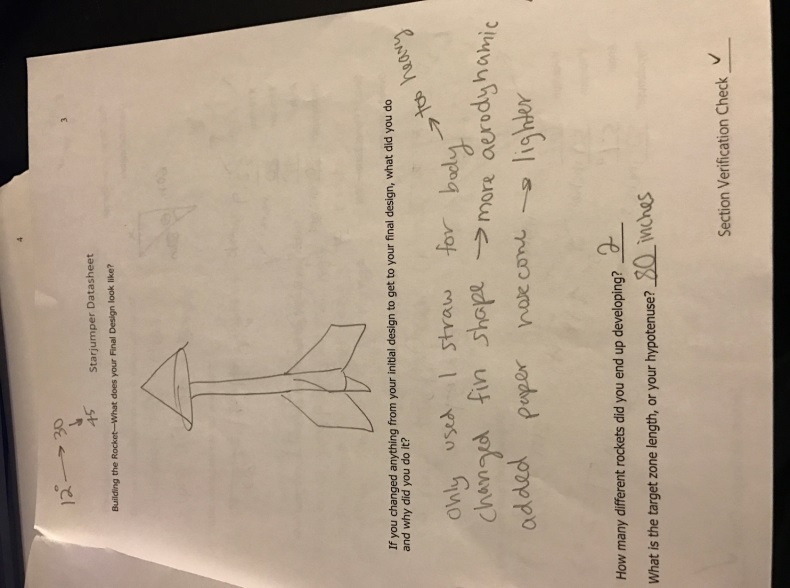 4
3
12" → 30
45
Starjumper Datasheet
Building the Rocket—What does your Final Design look like?
If you changed anything from your initial design to get to your final design, what did you do
and why did you do it?
only used 1 straw for body → too heavy
changed fin shape → more aerodynamic
added paper nosecone → lighter
How many different rockets did you end up developing? 2
What is the target zone length, or your hypotenuse? 80 inches
Section Verification Check ✓